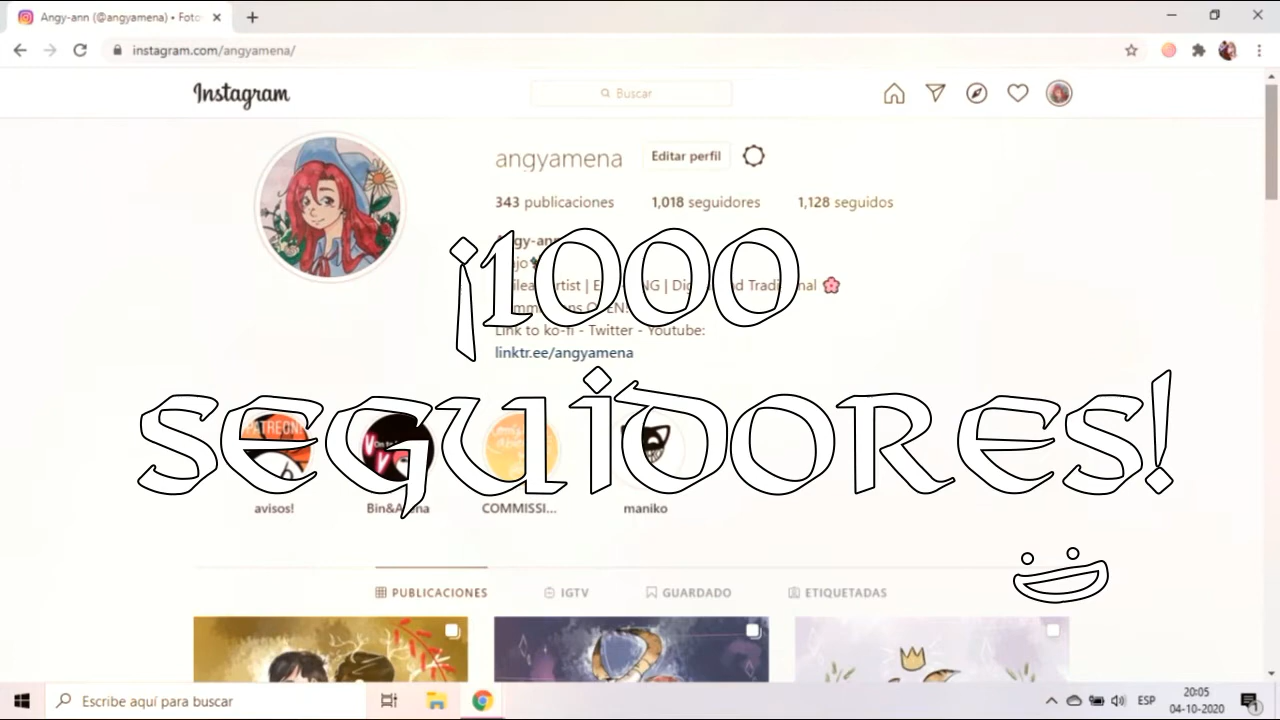 Angy-ann (@angyamena) • Foto
instagram.com/angyamena/
Instagram
Buscar
angyamena
Editar perfil
343 publicaciones 1,018 seguidores 1,128 seguidos
¡1000
Link to ko-fi - Twitter - Youtube:
linktr.ee/angyamena
SEGUIDORES!
PATREON
avisos! COMMISSI... maniko
PUBLICACIONES IGTV GUARDADO ETIQUETADAS
Escribe aquí para buscar
ESP
20:05
04-10-2020